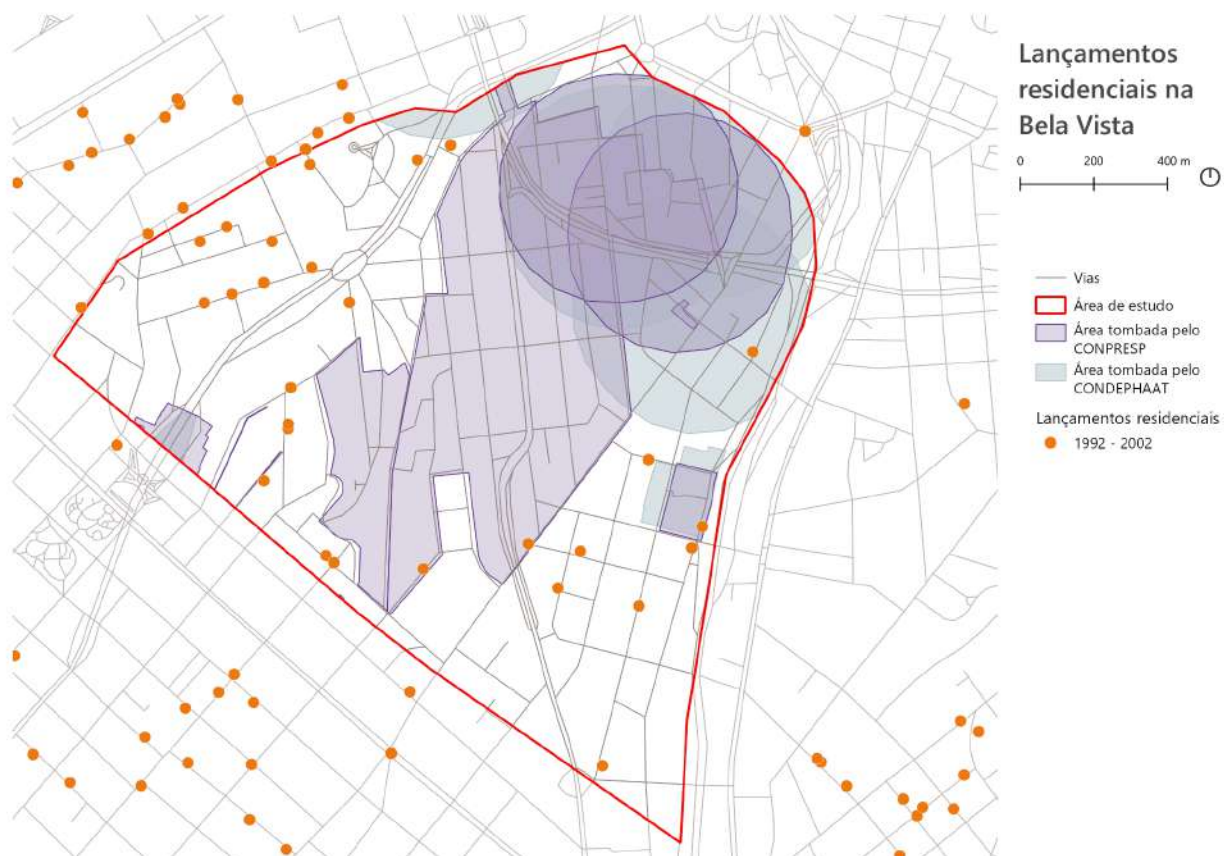 Lançamentos
residenciais na
Bela Vista
0 200 400 m
Vias
Área de estudo
Área tombada pelo
CONPRESP
Área tombada pelo
CONDEPHAAT
Lançamentos residenciais
1992 - 2002